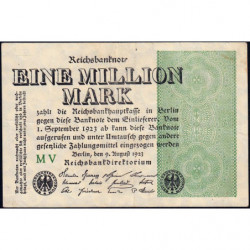 Reichsbanknote
EINE MILLION
MARK
zahlt die Reichsbankhauptkasse in Berlin
gegen diese Banknote dem Einlieferer. Vom
1. September 1923 ab kann diese Banknote
aufgerufen und unter Umtausch gegen andere
gesetzliche Zahlungsmittel eingezogen werden
Berlin, den 9. August 1923
MV
Reichsbankdirektorium